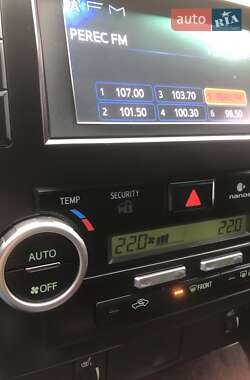 AUTO RIA
FM
PEREC FM
1 107.00 3 103.70
2 101.50 4 100.30 6 98.50
TEMP SECURITY
22.0 22.0
AUTO
OFF
FRONT